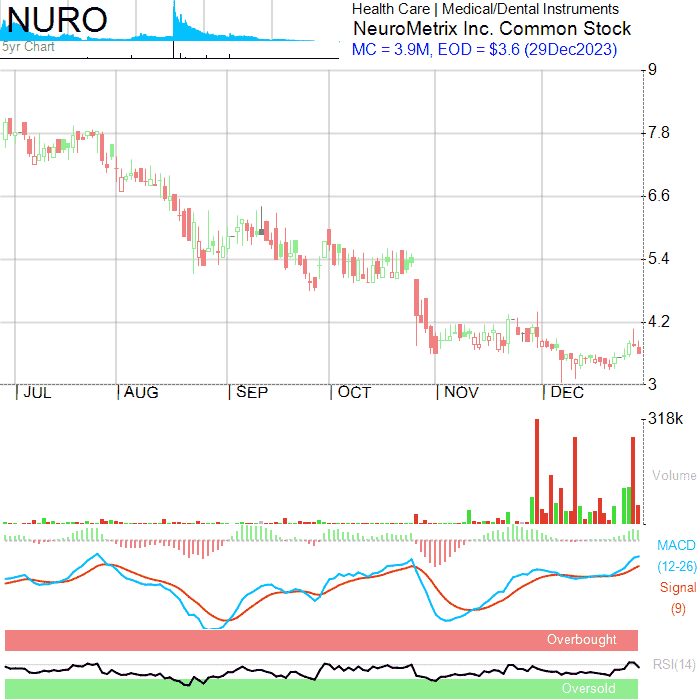 NURO
5yr Chart
Health Care | Medical/Dental Instruments
NeuroMetrix Inc. Common Stock
MC = 3.9M, EOD = $3.6 (29Dec2023)
9
7.8
6.6
5.4
4.2
3
JUL AUG SEP OCT NOV DEC
318k
Volume
MACD
(12-26)
Signal
(9)
Overbought
RSI(14)
Oversold